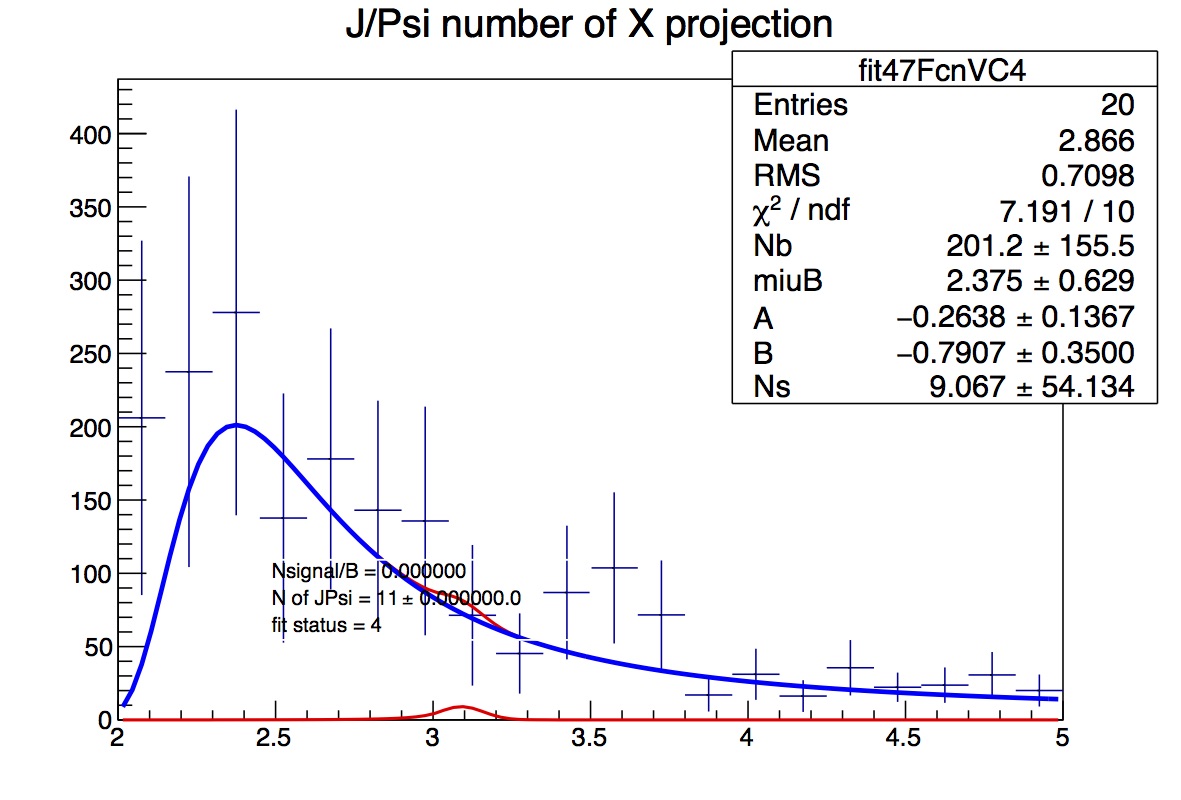 J/Psi number of X projection
fit47FcnVC4
Entries 20
Mean 2.866
RMS 0.7098
χ² / ndf 7.191 / 10
Nb 201.2 ± 155.5
miuB 2.375 ± 0.629
A −0.2638 ± 0.1367
B −0.7907 ± 0.3500
Ns 9.067 ± 54.134
400
350
300
250
200
150
100
50
0
Nsignal/B = 0.000000
N of JPsi = 11 ± 0.000000.0
fit status = 4
2 2.5 3 3.5 4 4.5 5